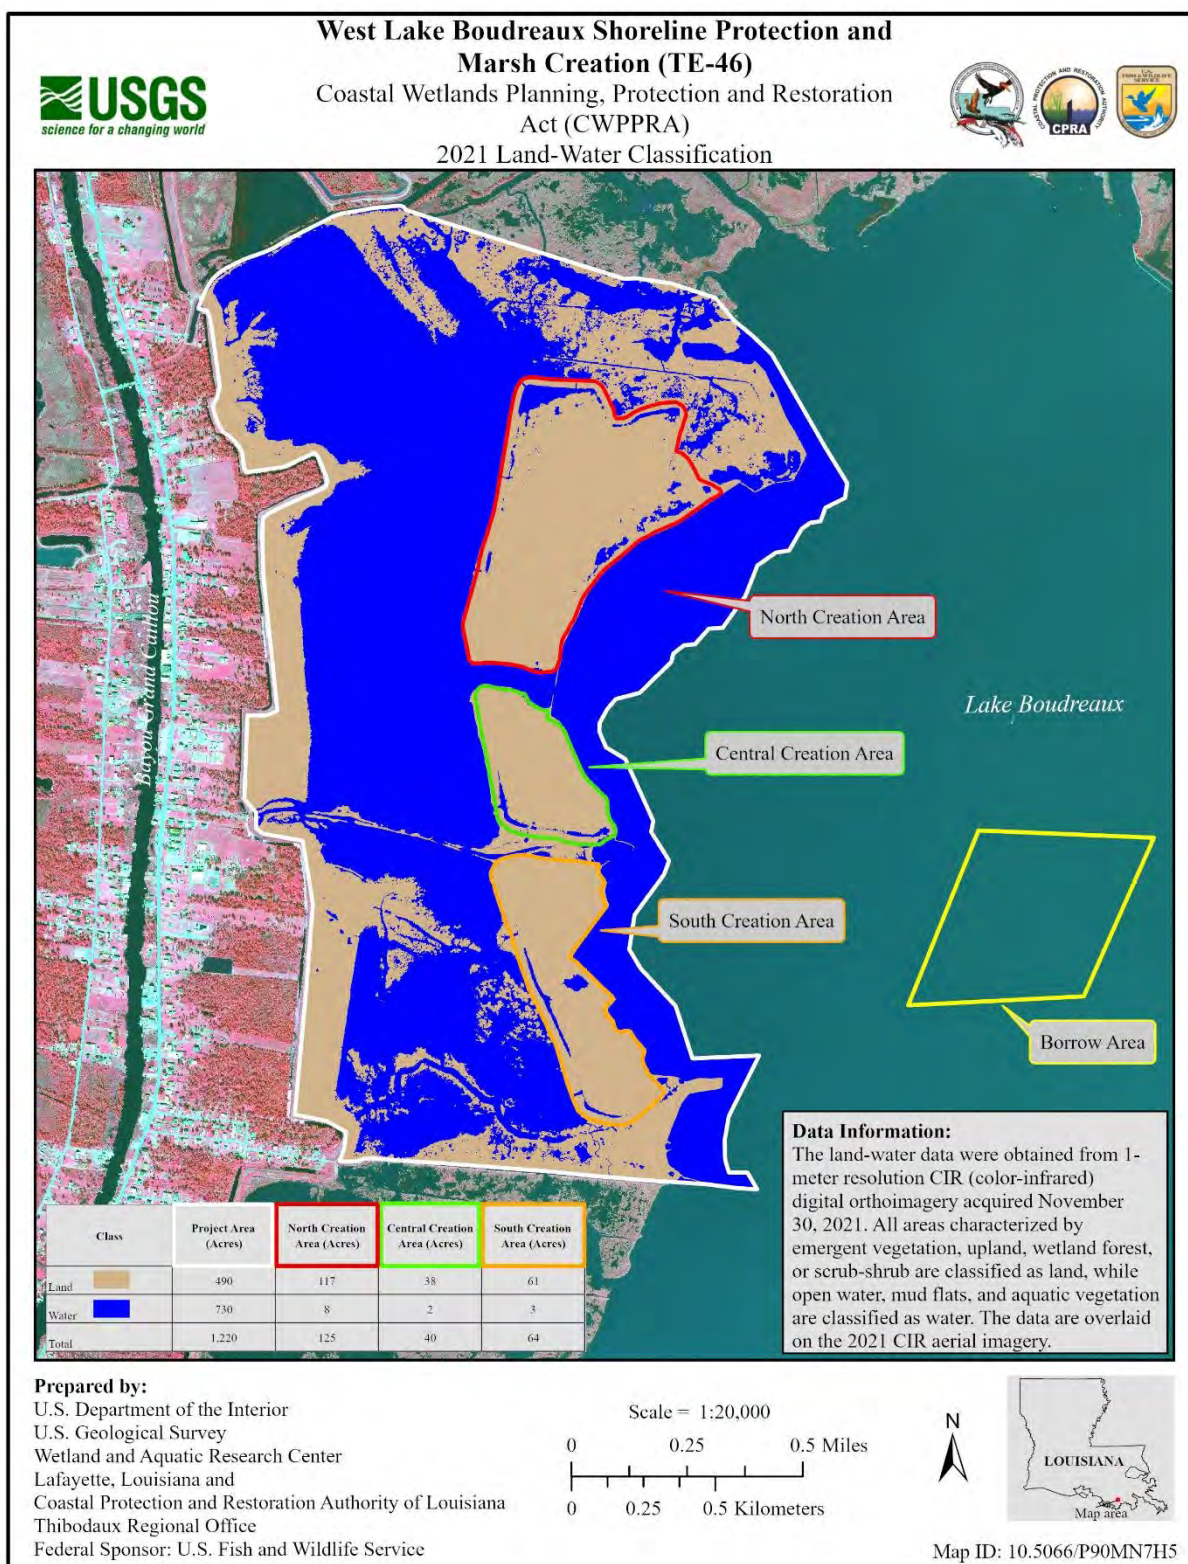 West Lake Boudreaux Shoreline Protection and
Marsh Creation (TE-46)
Coastal Wetlands Planning, Protection and Restoration
Act (CWPPRA)
2021 Land-Water Classification
USGS
science for a changing world
CPRA
U.S.
FISH & WILDLIFE
SERVICE
North Creation Area
Lake Boudreaux
Central Creation Area
South Creation Area
Borrow Area
Bayou Grand Caillou
Data Information:
The land-water data were obtained from 1-
meter resolution CIR (color-infrared)
digital orthoimagery acquired November
30, 2021. All areas characterized by
emergent vegetation, upland, wetland forest,
or scrub-shrub are classified as land, while
open water, mud flats, and aquatic vegetation
are classified as water. The data are overlaid
on the 2021 CIR aerial imagery.
Class Project Area (Acres) North Creation Area (Acres) Central Creation Area (Acres) South Creation Area (Acres)
Land 490 117 38 61
Water 730 8 2 3
Total 1,220 125 40 64
Prepared by:
U.S. Department of the Interior
U.S. Geological Survey
Wetland and Aquatic Research Center
Lafayette, Louisiana and
Coastal Protection and Restoration Authority of Louisiana
Thibodaux Regional Office
Federal Sponsor: U.S. Fish and Wildlife Service
Scale = 1:20,000
0 0.25 0.5 Miles
0 0.25 0.5 Kilometers
N
LOUISIANA
Map area
Map ID: 10.5066/P90MN7H5